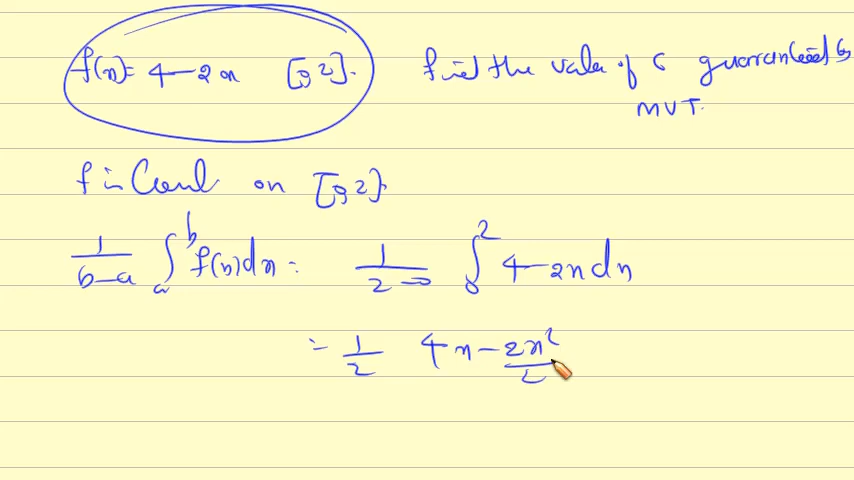 f(x) = 4 - 2x [0, 2]. find the value of c guaranteed by
MVT.
f is Cont on [0, 2].
1/(b-a) ∫_a^b f(x)dx = 1/(2-0) ∫_0^2 4-2x dx
= 1/2 4x - 2x²/2